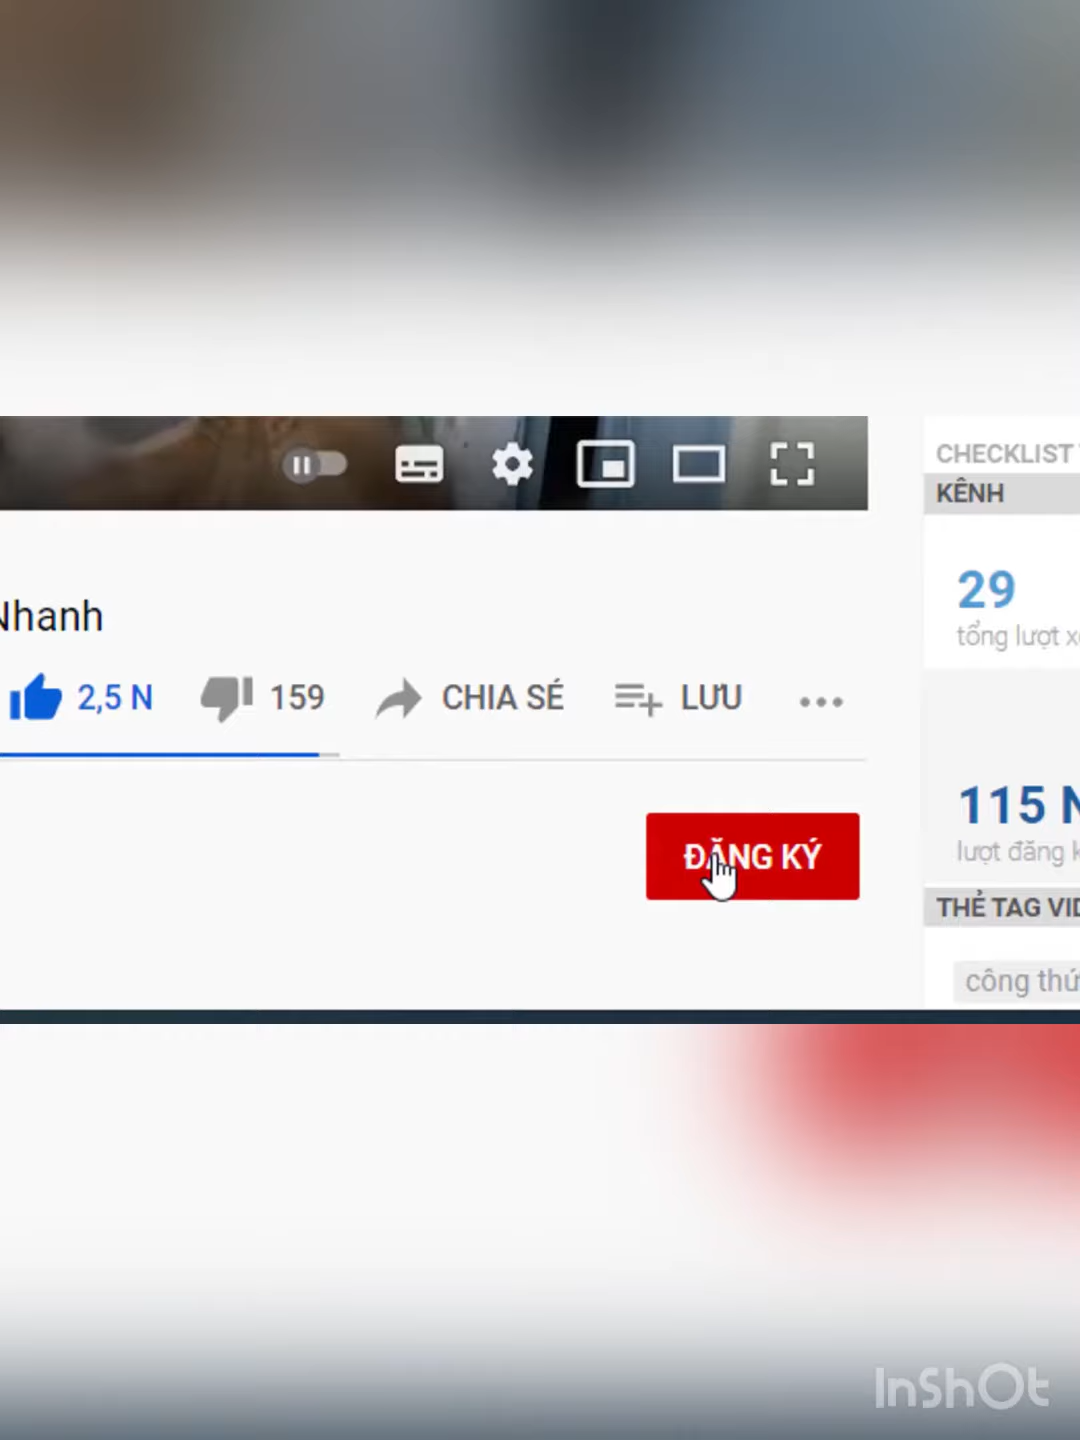 CHECKLIST
KÊNH
29
tổng lượt
Nhanh
2,5 N
159
CHIA SẺ
LƯU
115 N
lượt đăng
ĐĂNG KÝ
THẺ TAG
công
InShOt